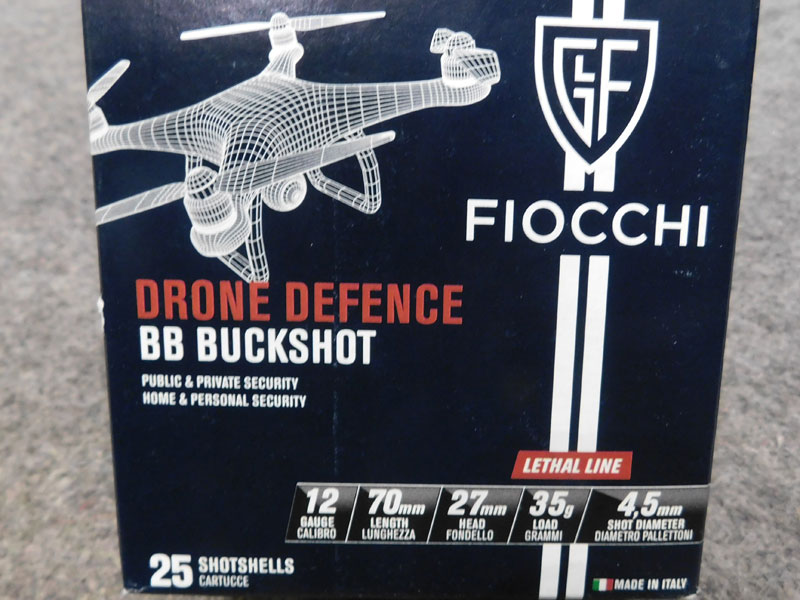 GLF
FIOCCHI
DRONE DEFENCE
BB BUCKSHOT
PUBLIC & PRIVATE SECURITY
HOME & PERSONAL SECURITY
LETHAL LINE
12 GAUGE CALIBRO
70mm LENGTH LUNGHEZZA
27mm HEAD FONDELLO
35g LOAD GRAMMI
4,5mm SHOT DIAMETER DIAMETRO PALLETTONI
25 SHOTSHELLS
CARTUCCE
MADE IN ITALY